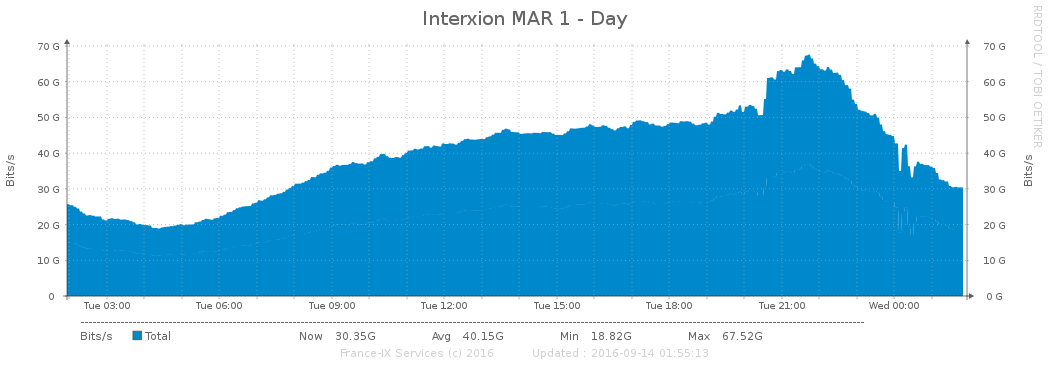 Interxion MAR 1 - Day
RRDTOOL / TOBI OETIKER
Bits/s
70 G 70 G
60 G 60 G
50 G 50 G
40 G 40 G
30 G 30 G
20 G 20 G
10 G 10 G
0 0 G
Bits/s
Tue 03:00 Tue 06:00 Tue 09:00 Tue 12:00 Tue 15:00 Tue 18:00 Tue 21:00 Wed 00:00
Bits/s Total Now 30.35G Avg 40.15G Min 18.82G Max 67.52G
France-IX Services (c) 2016 Updated : 2016-09-14 01:55:13